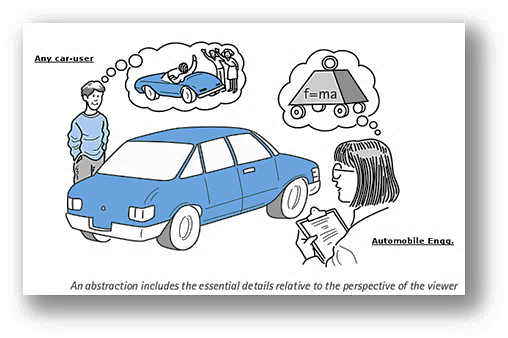 Any car-user
f=ma
Automobile Engg.
An abstraction includes the essential details relative to the perspective of the viewer